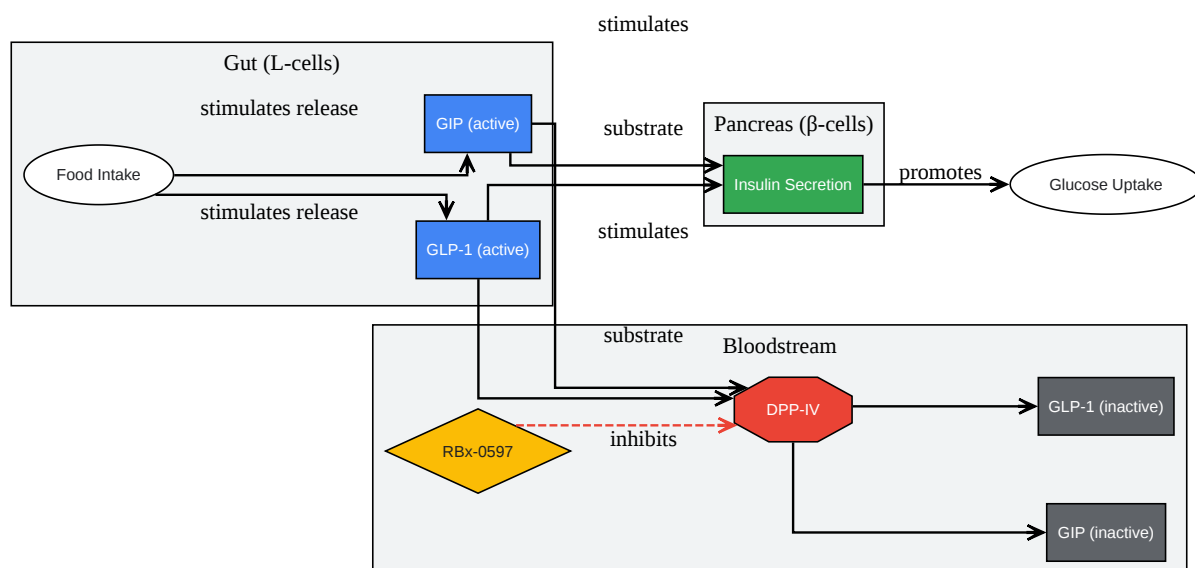 stimulates
Gut (L-cells)
stimulates release
GIP (active)
substrate
Pancreas (β-cells)
Food Intake
Insulin Secretion
promotes
Glucose Uptake
stimulates release
stimulates
GLP-1 (active)
substrate
Bloodstream
DPP-IV
GLP-1 (inactive)
inhibits
RBx-0597
GIP (inactive)